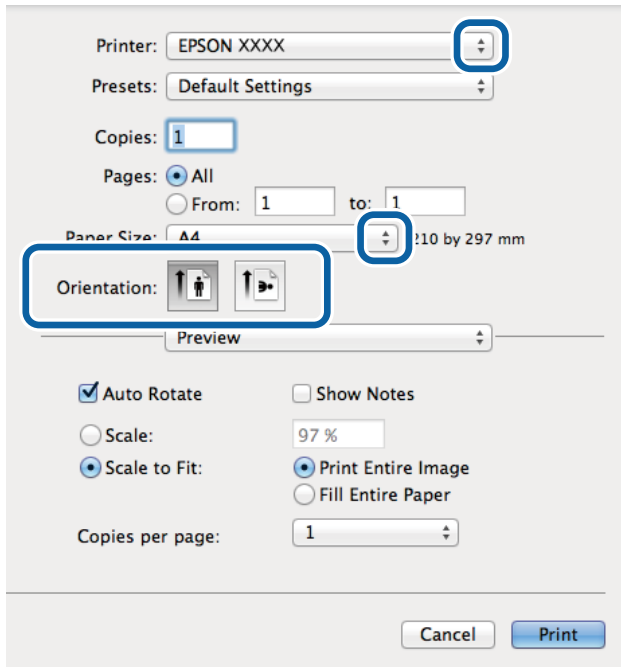 Printer: EPSON XXXX
Presets: Default Settings
Copies: 1
Pages: All
From: 1 to: 1
Paper Size: A4 210 by 297 mm
Orientation:
Preview
Auto Rotate Show Notes
Scale: 97 %
Scale to Fit: Print Entire Image
Fill Entire Paper
Copies per page: 1
Cancel Print